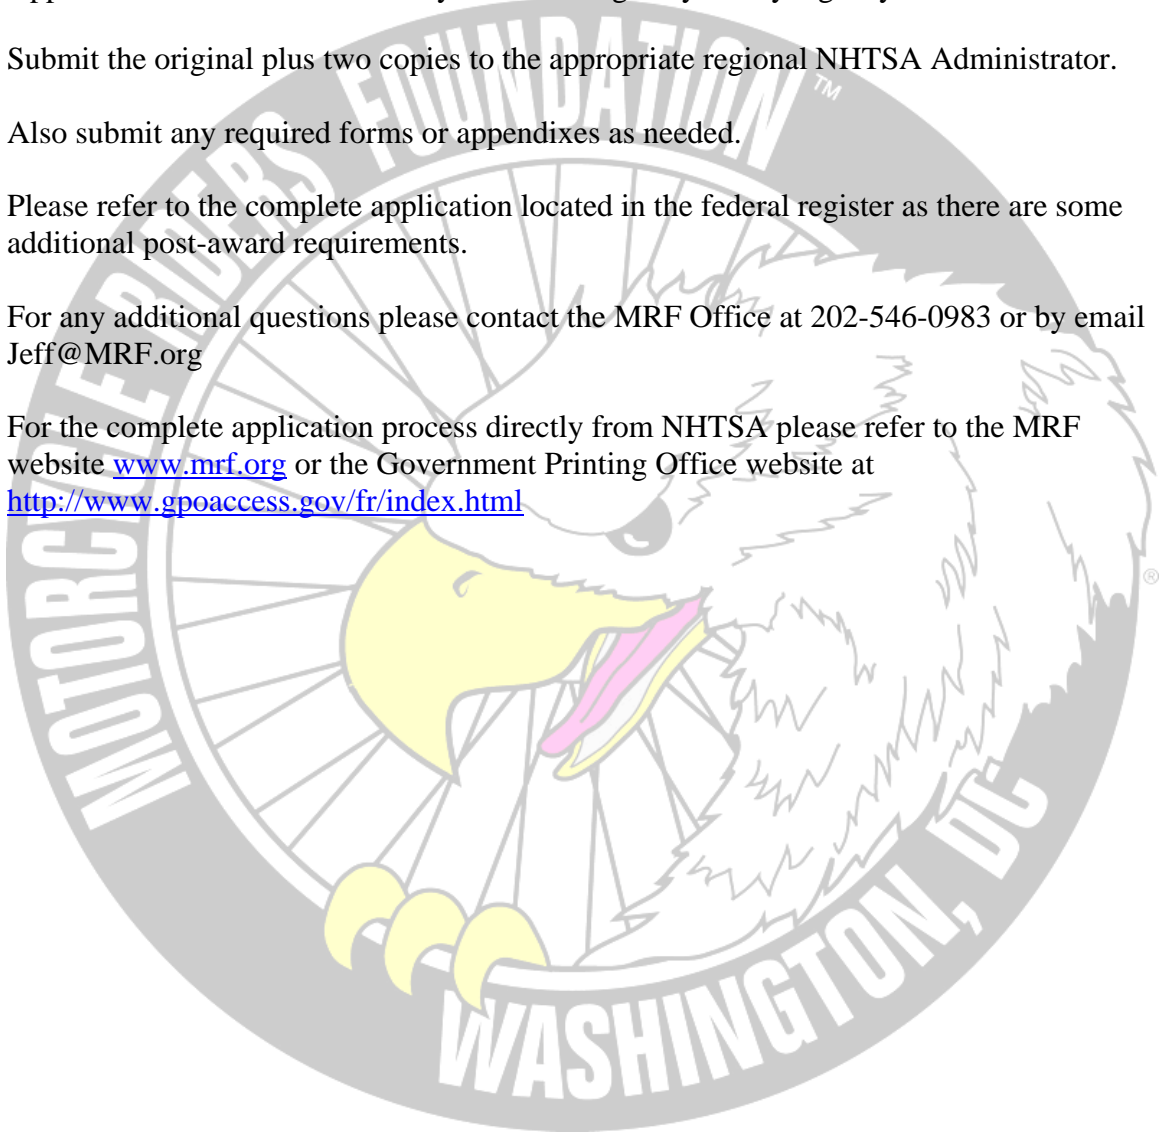 Submit the original plus two copies to the appropriate regional NHTSA Administrator.
Also submit any required forms or appendixes as needed.
Please refer to the complete application located in the federal register as there are some
additional post-award requirements.
For any additional questions please contact the MRF Office at 202-546-0983 or by email
Jeff@MRF.org
For the complete application process directly from NHTSA please refer to the MRF
website www.mrf.org or the Government Printing Office website at
http://www.gpoaccess.gov/fr/index.html
MOTORCYCLE RIDERS FOUNDATION ™
WASHINGTON, DC
®